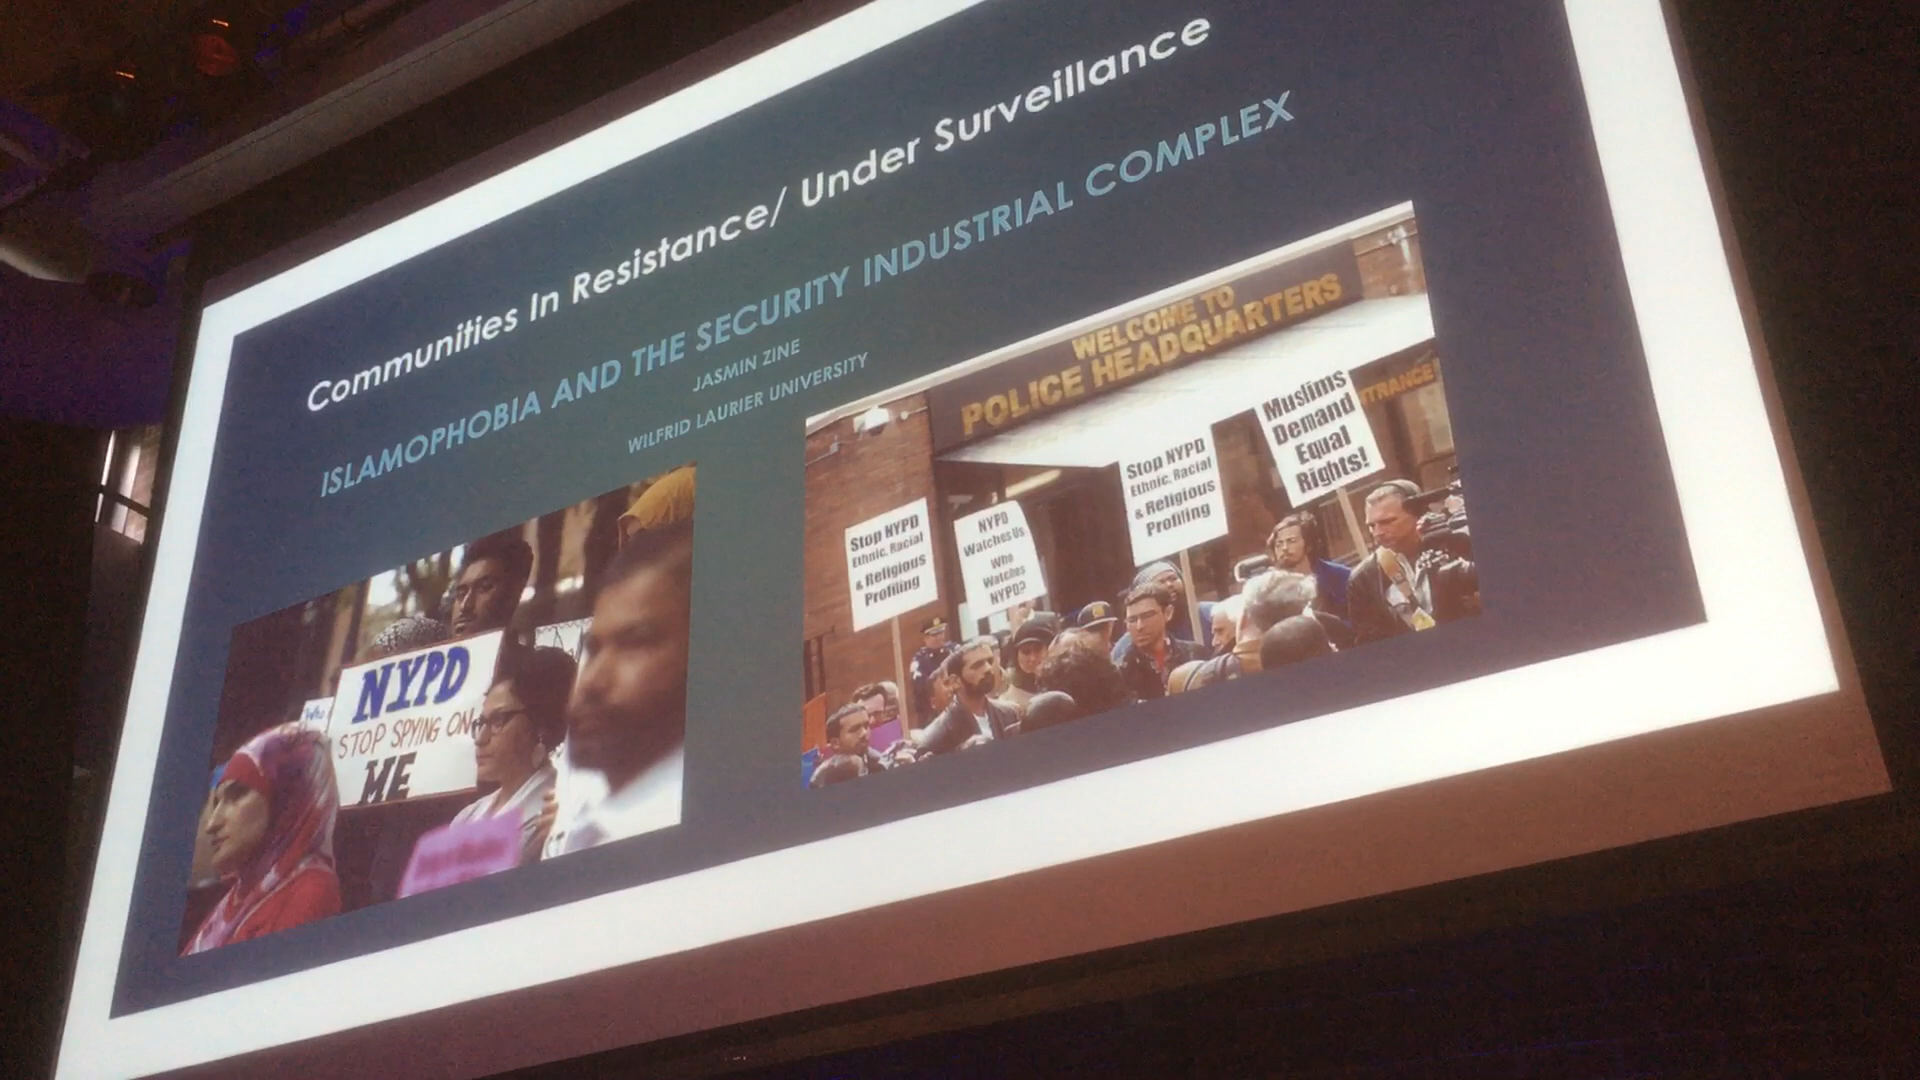 Communities In Resistance/ Under Surveillance
ISLAMOPHOBIA AND THE SECURITY INDUSTRIAL COMPLEX
JASMIN ZINE
WILFRID LAURIER UNIVERSITY
Who
NYPD
STOP SPYING ON
ME
WELCOME TO
POLICE HEADQUARTERS
Stop NYPD
Ethnic, Racial
& Religious
Profiling
NYPD
Watches Us
Who
Watches
NYPD?
Stop NYPD
Ethnic, Racial
& Religious
Profiling
Muslims
Demand
Equal
Rights!
TRANCE